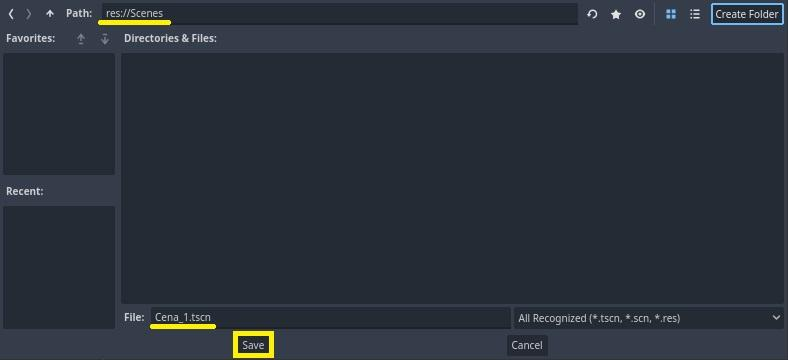 Path: res://Scenes Create Folder
Favorites: Directories & Files:
Recent:
File: Cena_1.tscn All Recognized (*.tscn, *.scn, *.res)
Save Cancel